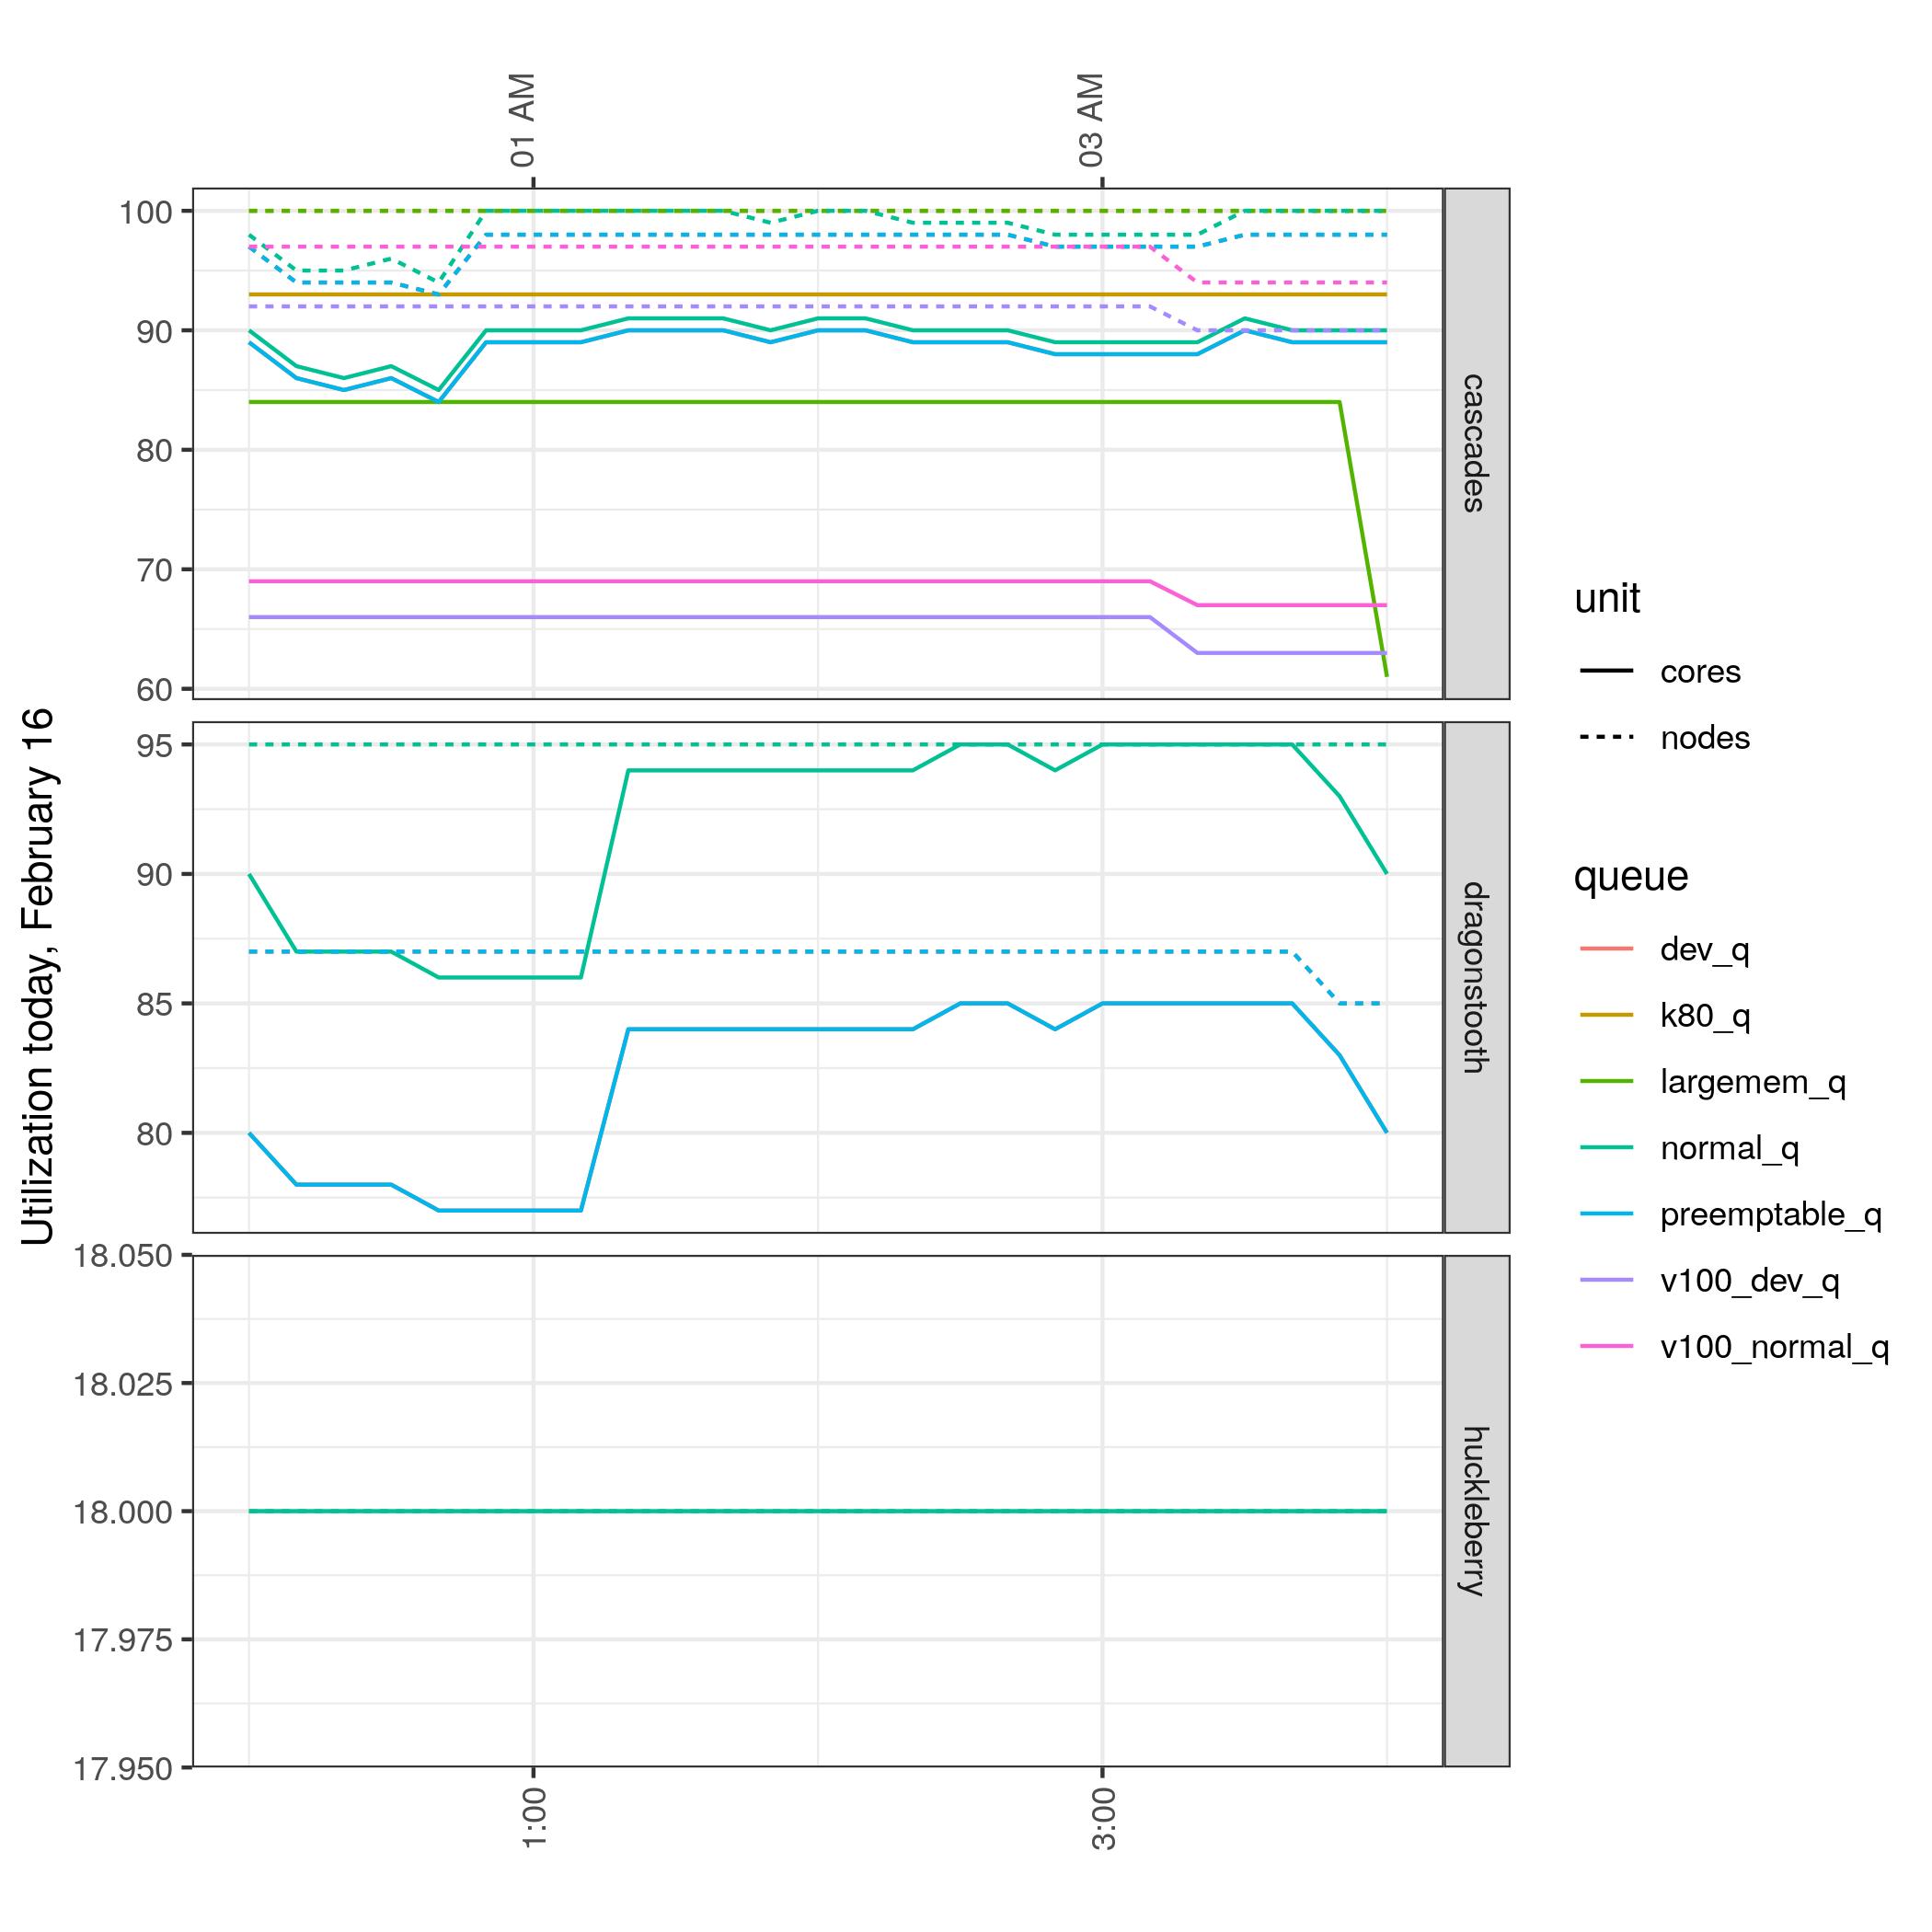 01 AM
03 AM
100
90
80
70
60
cascades
95
90
85
80
dragonstooth
18.050
18.025
18.000
17.975
17.950
huckleberry
1:00
3:00
Utilization today, February 16
unit
cores
nodes
queue
dev_q
k80_q
largemem_q
normal_q
preemptable_q
v100_dev_q
v100_normal_q